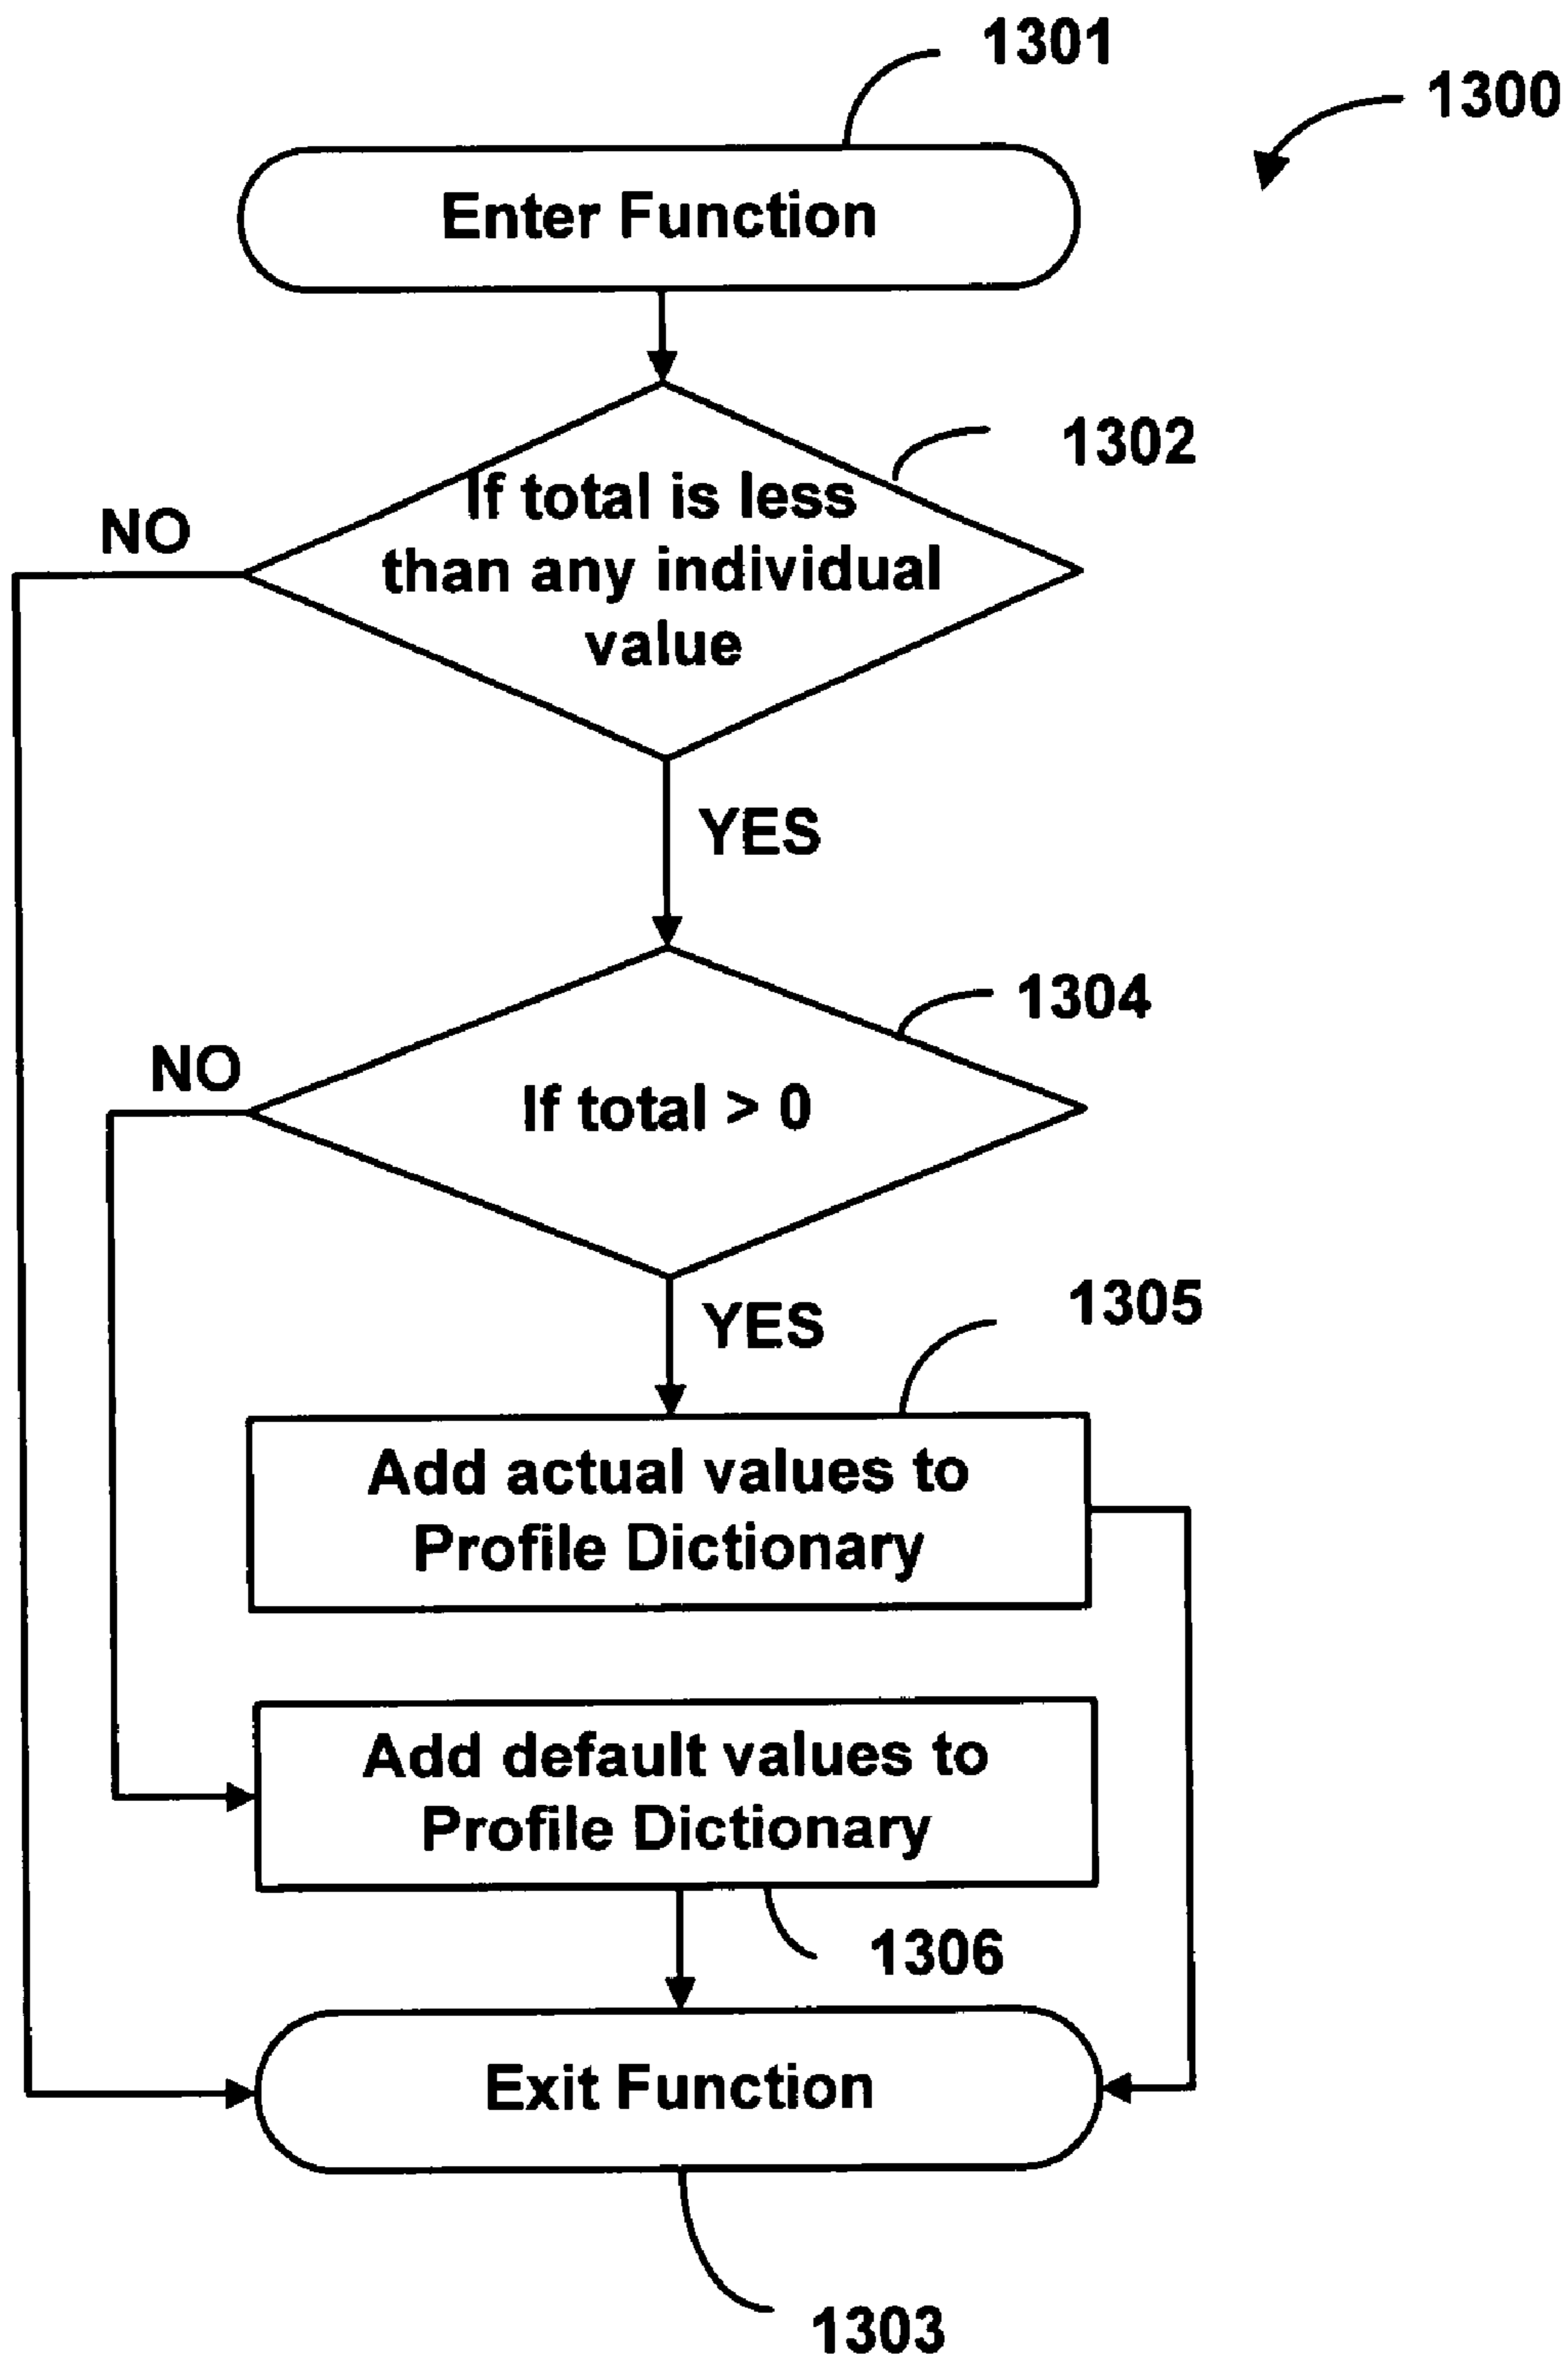 1301
1300
Enter Function
1302
If total is less
than any individual
value
NO
YES
1304
NO
If total > 0
1305
YES
Add actual values to
Profile Dictionary
Add default values to
Profile Dictionary
1306
Exit Function
1303